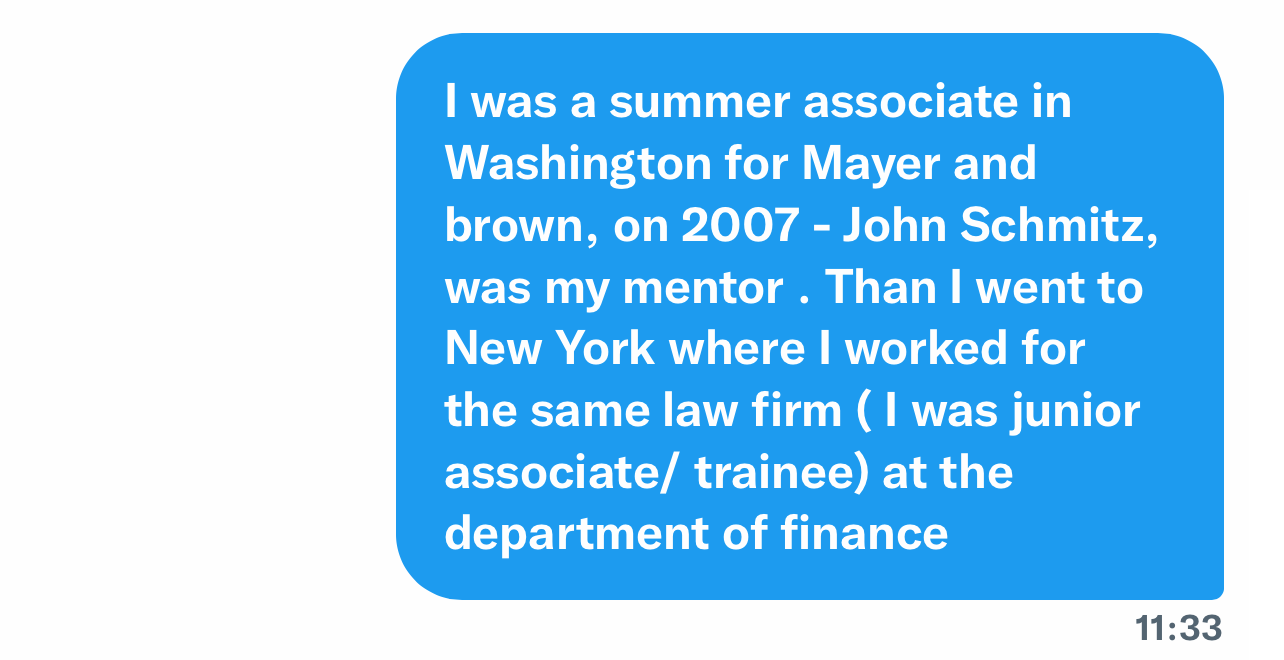 I was a summer associate in
Washington for Mayer and
brown, on 2007 - John Schmitz,
was my mentor . Than I went to
New York where I worked for
the same law firm ( I was junior
associate/ trainee) at the
department of finance
11:33